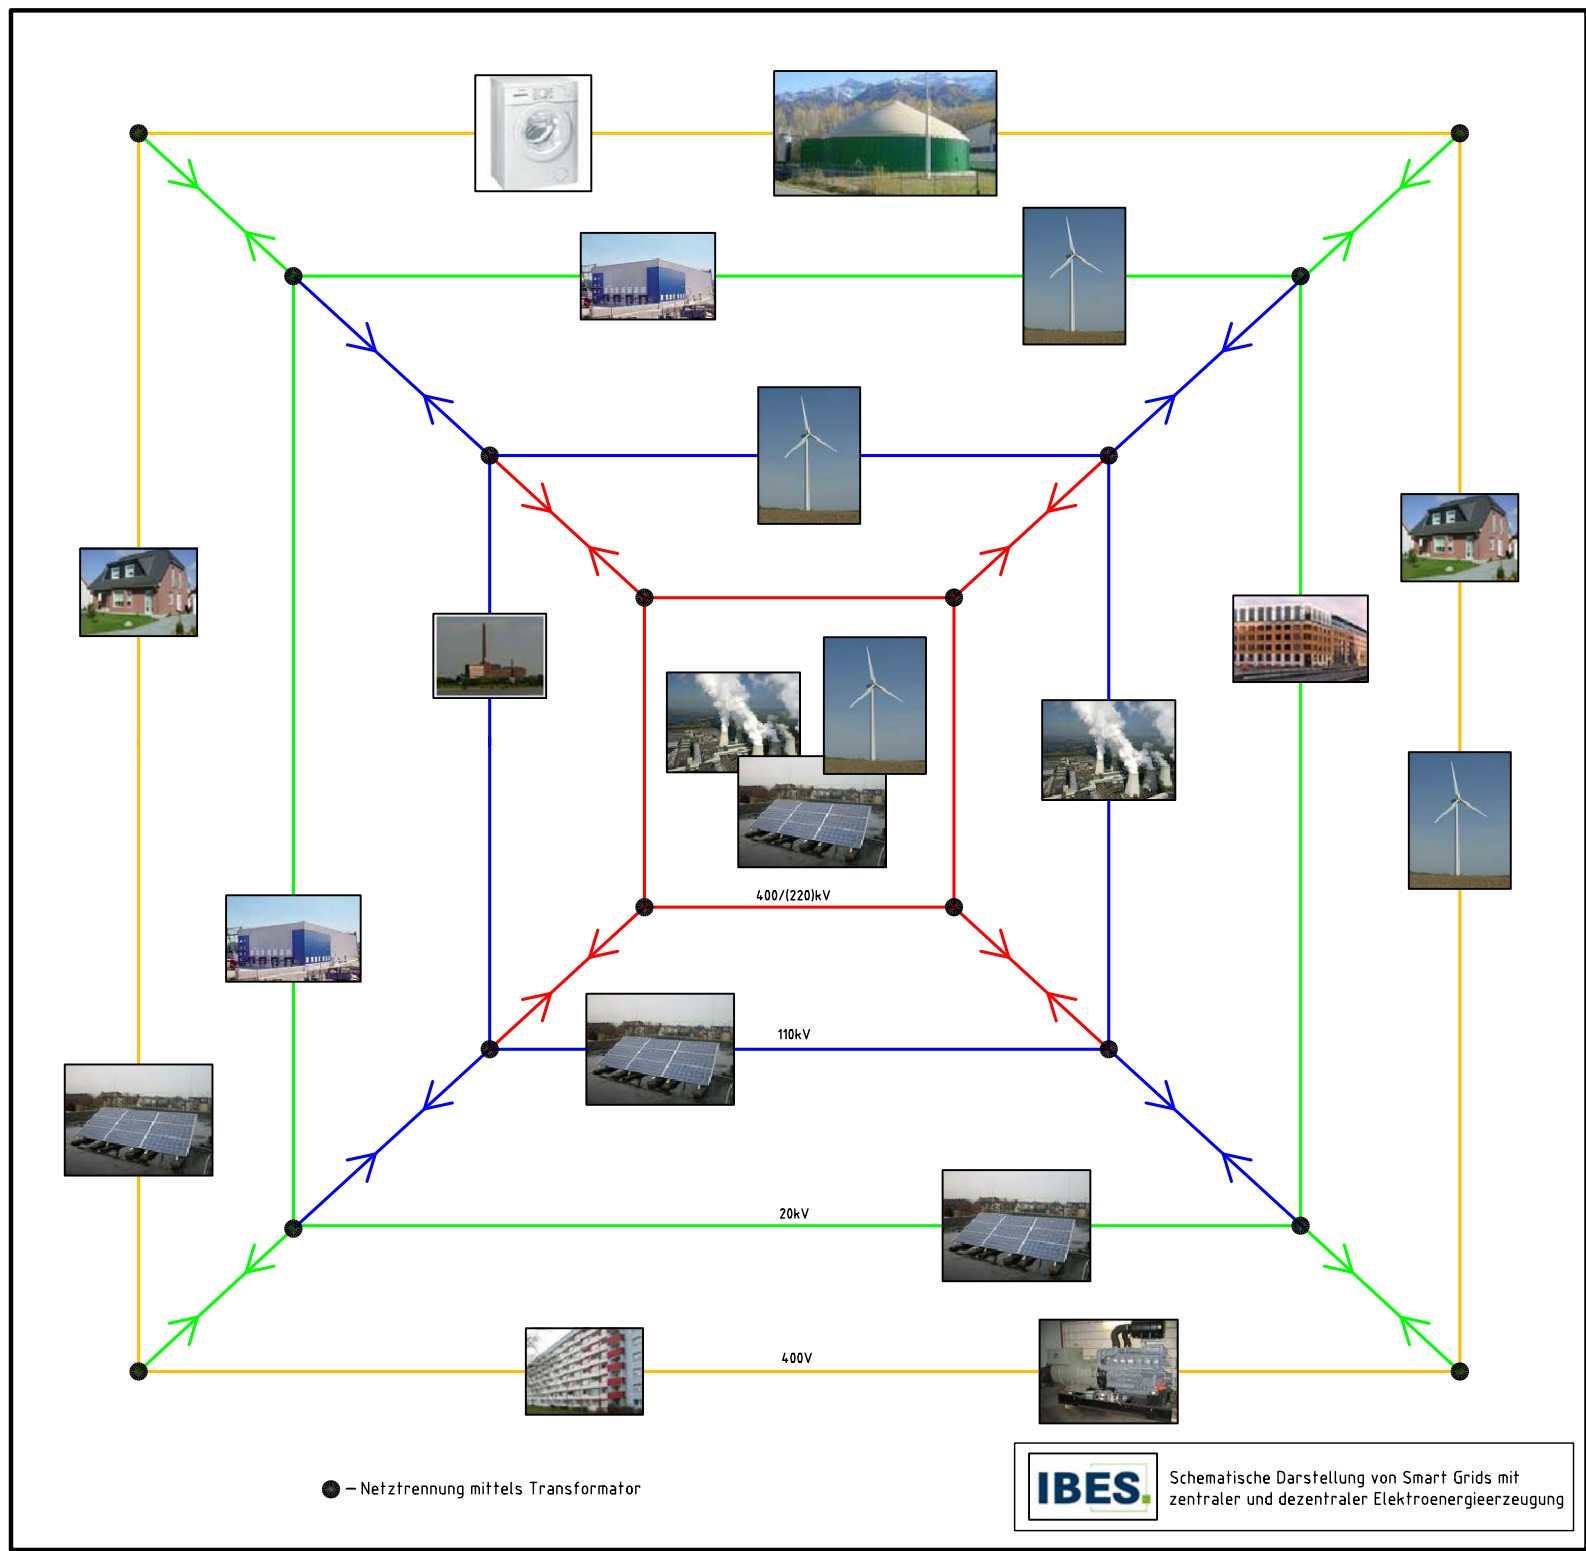 400/(220)kV
110kV
20kV
400V
– Netztrennung mittels Transformator
IBES.
Schematische Darstellung von Smart Grids mit
zentraler und dezentraler Elektroenergieerzeugung